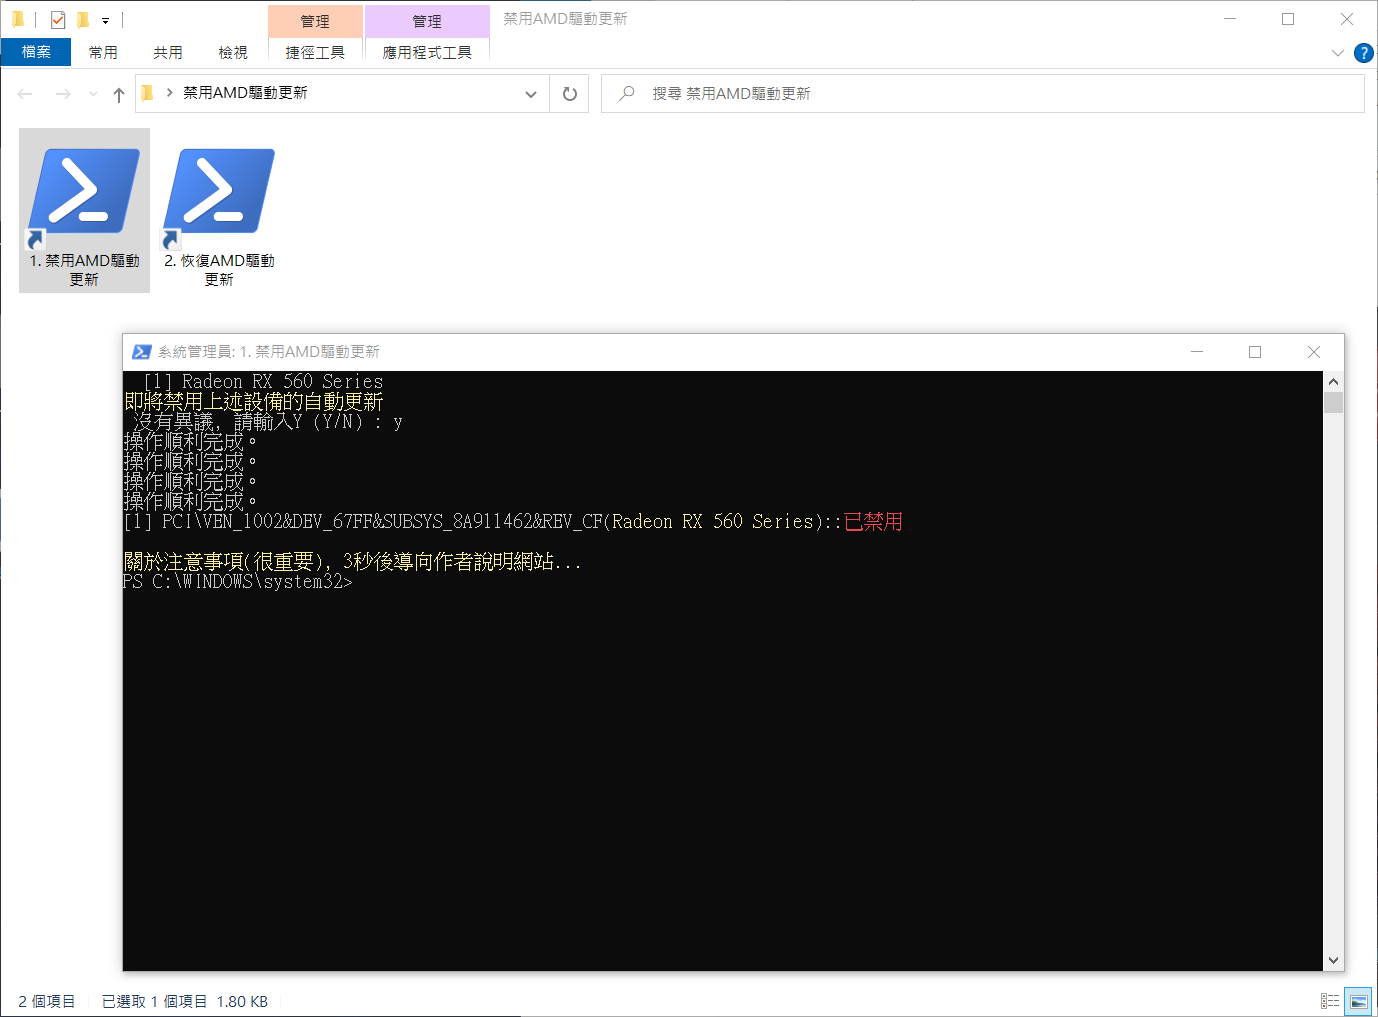 管理
管理
禁用AMD驅動更新
檔案
常用
共用
檢視
捷徑工具
應用程式工具
?
禁用AMD驅動更新
搜尋 禁用AMD驅動更新
1. 禁用AMD驅動
更新
2. 恢復AMD驅動
更新
系統管理員: 1. 禁用AMD驅動更新
[1] Radeon RX 560 Series
即將禁用上述設備的自動更新
沒有異議, 請輸入Y (Y/N) : y
操作順利完成。
操作順利完成。
操作順利完成。
操作順利完成。
[1] PCI\VEN_1002&DEV_67FF&SUBSYS_8A911462&REV_CF(Radeon RX 560 Series)::已禁用
關於注意事項(很重要), 3秒後導向作者說明網站...
PS C:\WINDOWS\system32>
2 個項目
已選取 1 個項目 1.80 KB